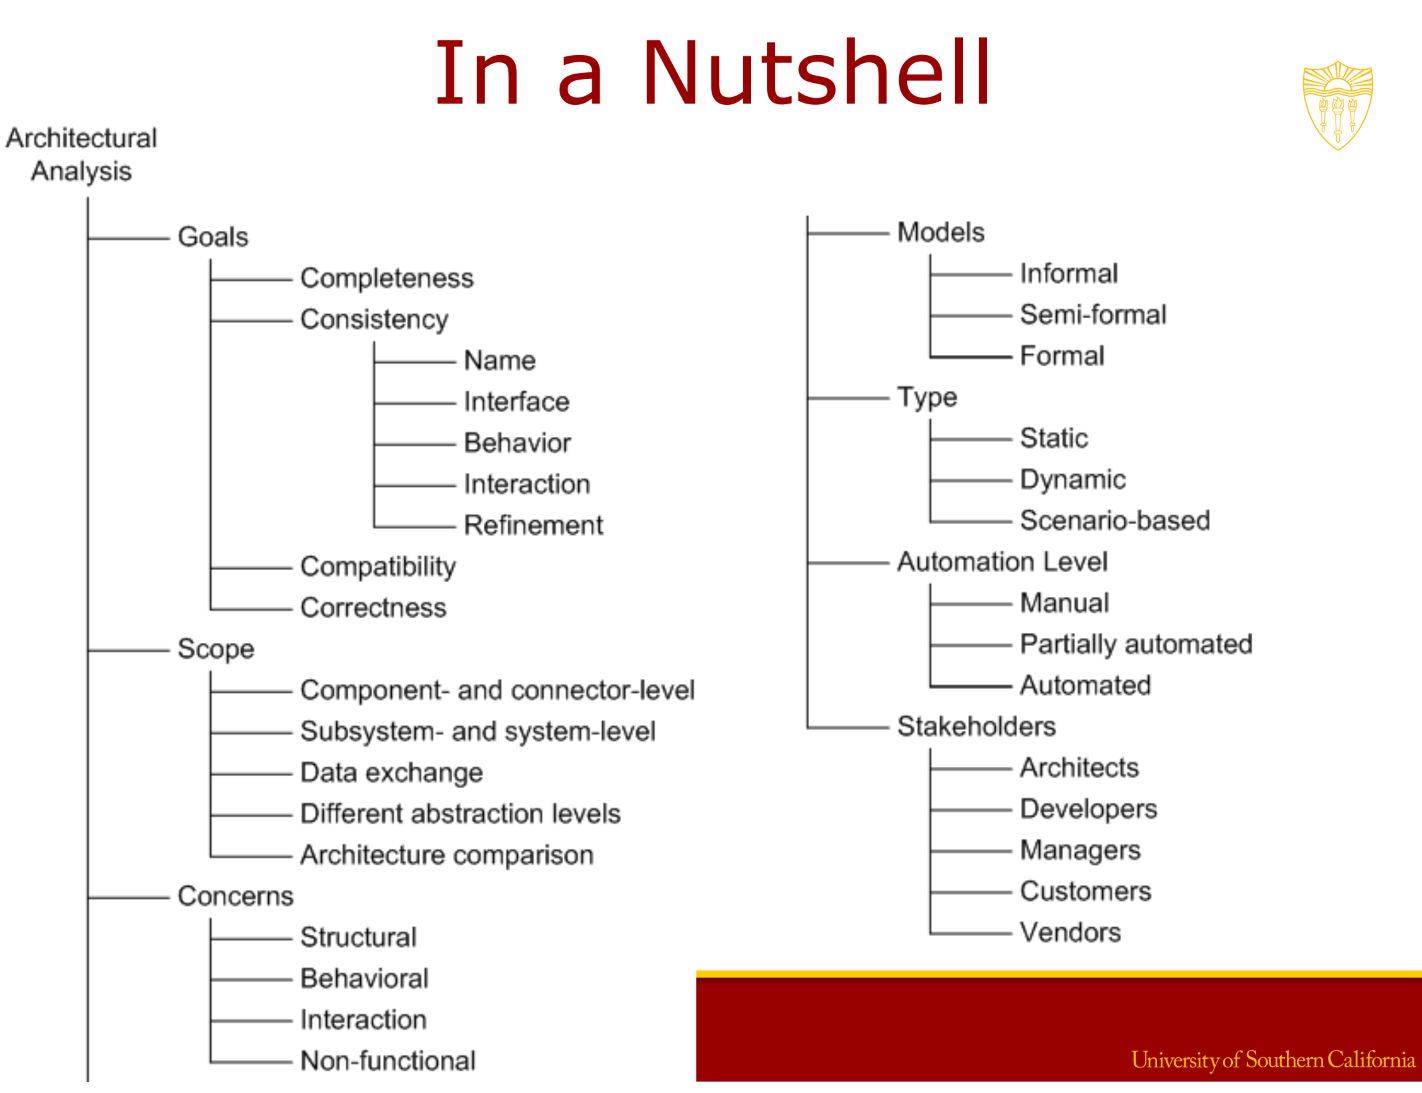 In a Nutshell
Architectural
Analysis
Goals
Completeness
Consistency
Name
Interface
Behavior
Interaction
Refinement
Compatibility
Correctness
Scope
Component- and connector-level
Subsystem- and system-level
Data exchange
Different abstraction levels
Architecture comparison
Concerns
Structural
Behavioral
Interaction
Non-functional
Models
Informal
Semi-formal
Formal
Type
Static
Dynamic
Scenario-based
Automation Level
Manual
Partially automated
Automated
Stakeholders
Architects
Developers
Managers
Customers
Vendors
University of Southern California